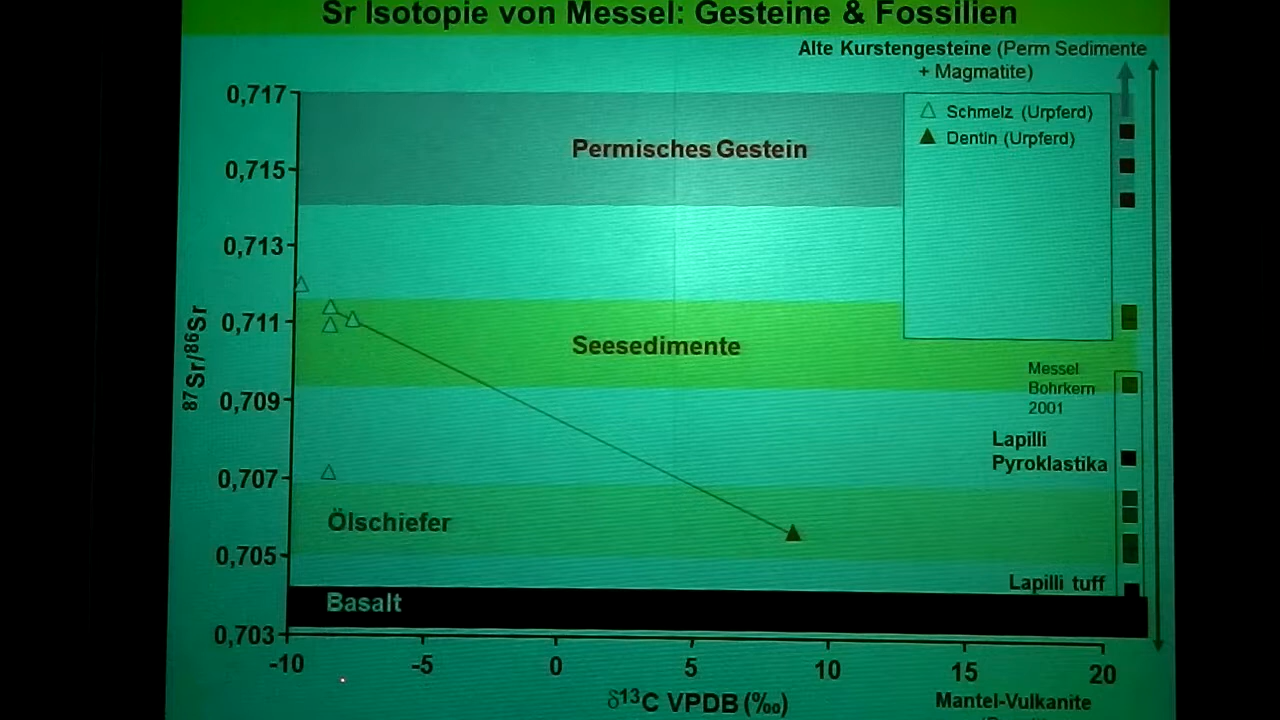 Sr Isotopie von Messel: Gesteine & Fossilien
Alte Kurstengesteine (Perm Sedimente
+ Magmatite)
0,717
0,715
0,713
0,711
0,709
0,707
0,705
0,703
87Sr/86Sr
Schmelz (Urpferd)
Dentin (Urpferd)
Permisches Gestein
Seesedimente
Messel
Bohrkern
2001
Lapilli
Pyroklastika
Ölschiefer
Lapilli tuff
Basalt
-10
-5
0
5
10
15
20
δ13C VPDB (‰)
Mantel-Vulkanite